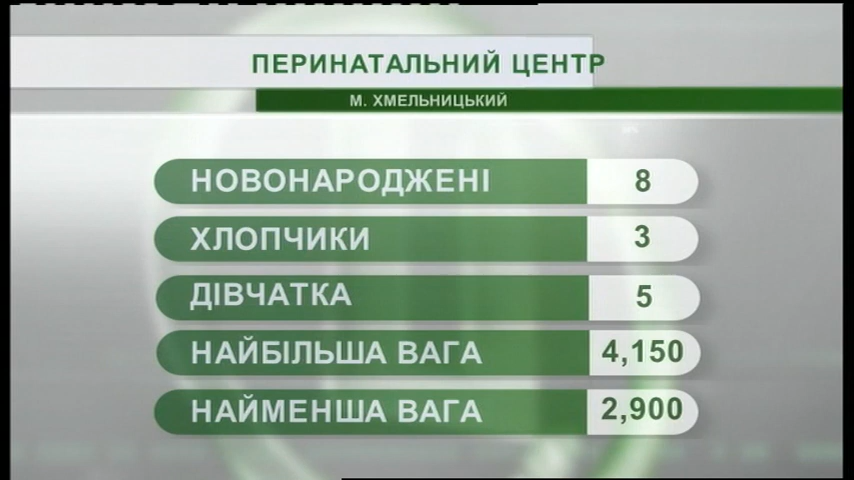 ПЕРИНАТАЛЬНИЙ ЦЕНТР
М. ХМЕЛЬНИЦЬКИЙ
НОВОНАРОДЖЕНІ 8
ХЛОПЧИКИ 3
ДІВЧАТКА 5
НАЙБІЛЬША ВАГА 4,150
НАЙМЕНША ВАГА 2,900